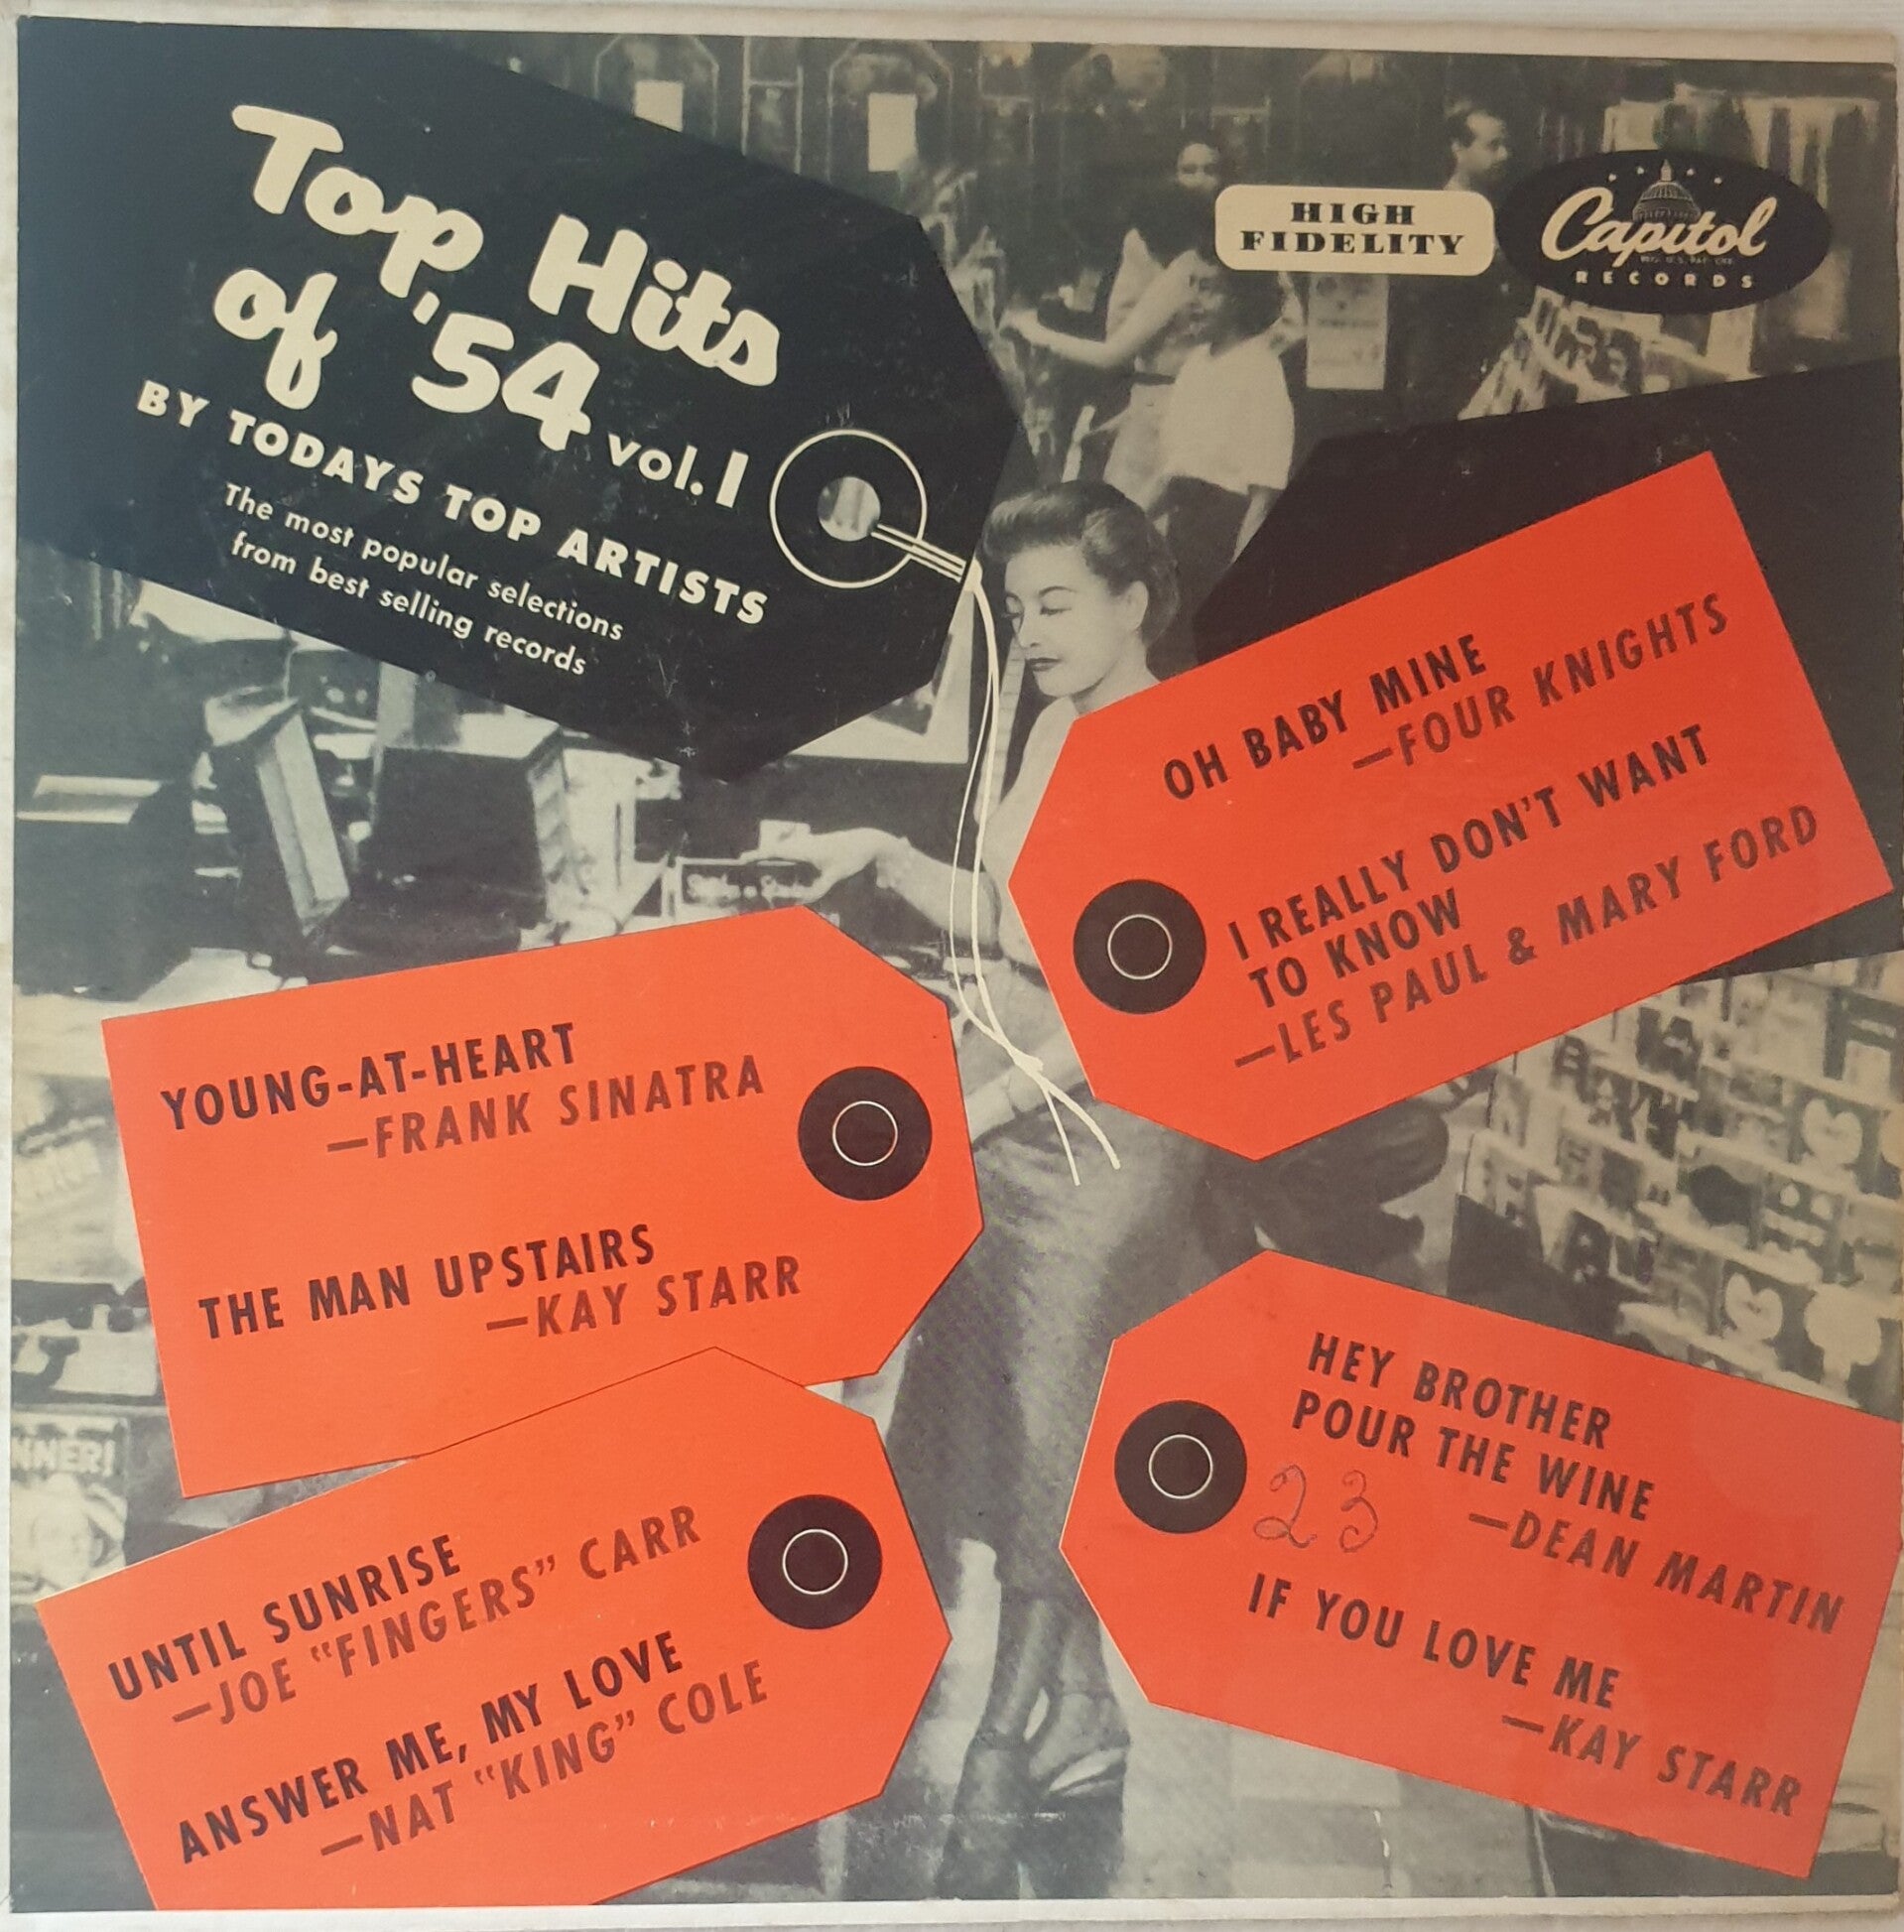 Top Hits
of '54 vol. 1
BY TODAYS TOP ARTISTS
The most popular selections
from best selling records
HIGH
FIDELITY
Capitol
RECORDS
OH BABY MINE
—FOUR KNIGHTS
I REALLY DON'T WANT
TO KNOW
—LES PAUL & MARY FORD
YOUNG-AT-HEART
—FRANK SINATRA
THE MAN UPSTAIRS
—KAY STARR
HEY BROTHER
POUR THE WINE
—DEAN MARTIN
23
IF YOU LOVE ME
—KAY STARR
UNTIL SUNRISE
—JOE "FINGERS" CARR
ANSWER ME, MY LOVE
—NAT "KING" COLE
NNER!